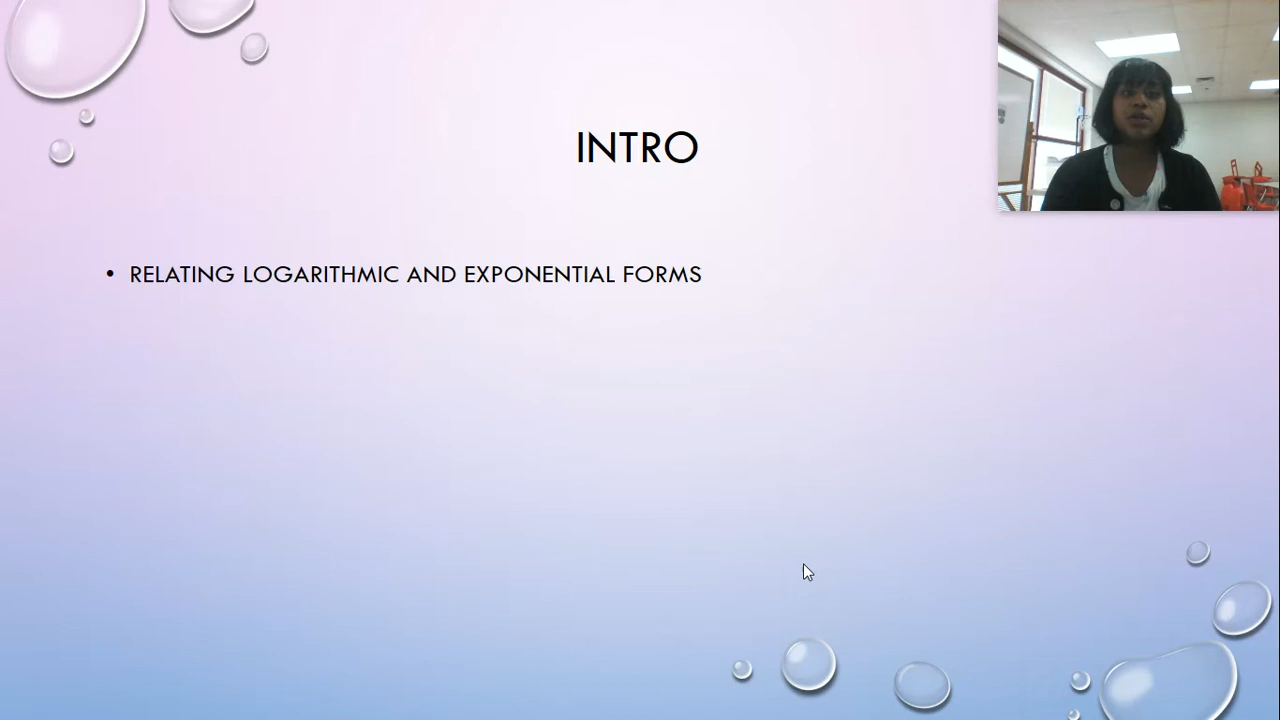 INTRO
• RELATING LOGARITHMIC AND EXPONENTIAL FORMS